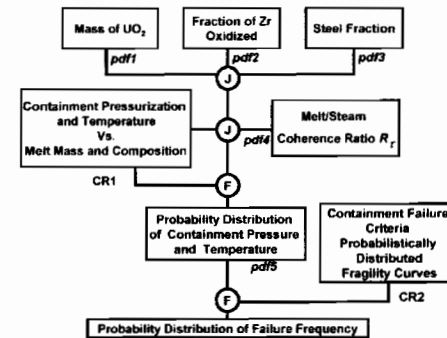 Mass of UO₂
Fraction of Zr
Oxidized
Steel Fraction
pdf1
pdf2
pdf3
J
Containment Pressurization
and Temperature
Vs.
Melt Mass and Composition
J
pdf4
Melt/Steam
Coherence Ratio Rτ
CR1
F
Probability Distribution
of Containment Pressure
and Temperature
Containment Failure
Criteria
Probabilistically
Distributed
Fragility Curves
pdf5
F
CR2
Probability Distribution of Failure Frequency